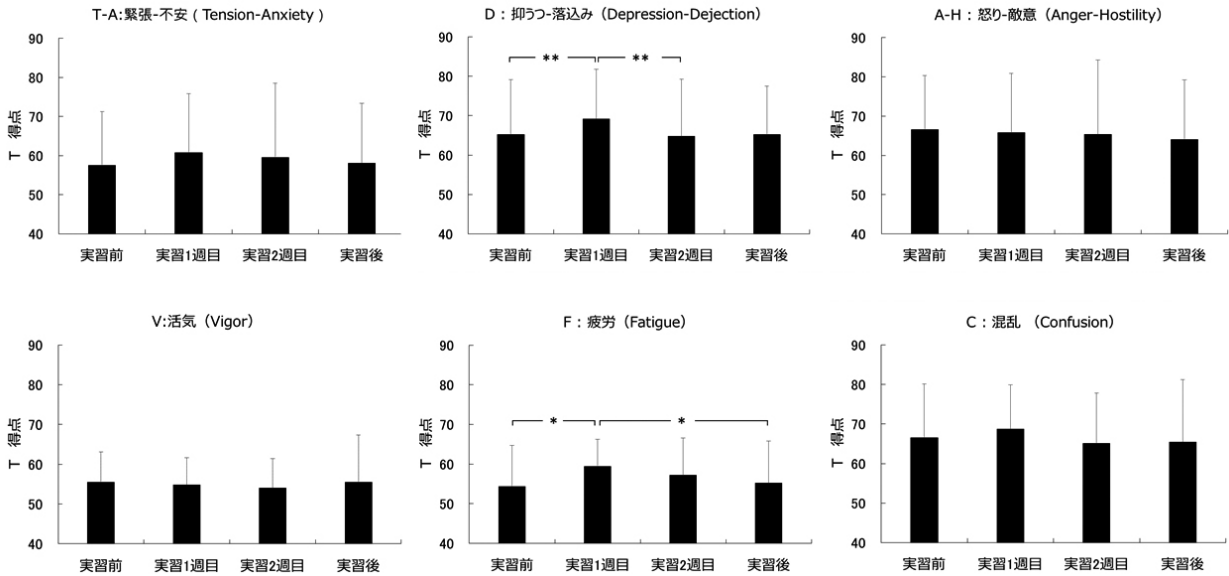 T-A:緊張-不安 ( Tension-Anxiety )
T 得点
90
80
70
60
50
40
実習前 実習1週目 実習2週目 実習後
D : 抑うつ-落込み (Depression-Dejection)
T 得点
90
80
70
60
50
40
** **
実習前 実習1週目 実習2週目 実習後
A-H : 怒り-敵意 (Anger-Hostility)
T 得点
90
80
70
60
50
40
実習前 実習1週目 実習2週目 実習後
V:活気 (Vigor)
T 得点
90
80
70
60
50
40
実習前 実習1週目 実習2週目 実習後
F : 疲労 (Fatigue)
T 得点
90
80
70
60
50
40
* *
実習前 実習1週目 実習2週目 実習後
C : 混乱 (Confusion)
T 得点
90
80
70
60
50
40
実習前 実習1週目 実習2週目 実習後